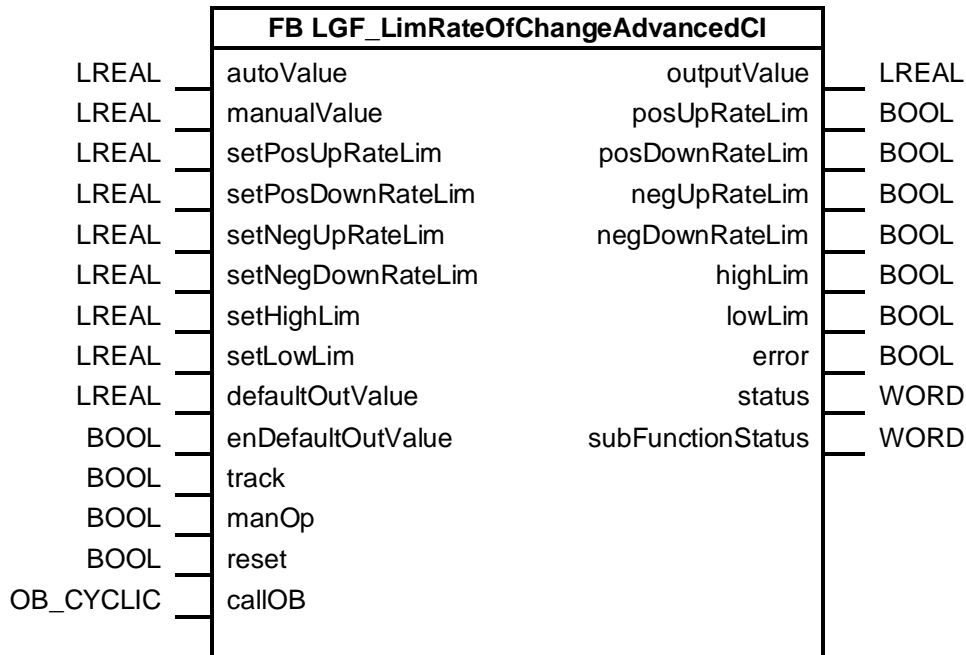 FB LGF_LimRateOfChangeAdvancedCI
LREAL autoValue outputValue LREAL
LREAL manualValue posUpRateLim BOOL
LREAL setPosUpRateLim posDownRateLim BOOL
LREAL setPosDownRateLim negUpRateLim BOOL
LREAL setNegUpRateLim negDownRateLim BOOL
LREAL setNegDownRateLim highLim BOOL
LREAL setHighLim lowLim BOOL
LREAL setLowLim error BOOL
LREAL defaultOutValue status WORD
BOOL enDefaultOutValue subFunctionStatus WORD
BOOL track
BOOL manOp
BOOL reset
OB_CYCLIC callOB